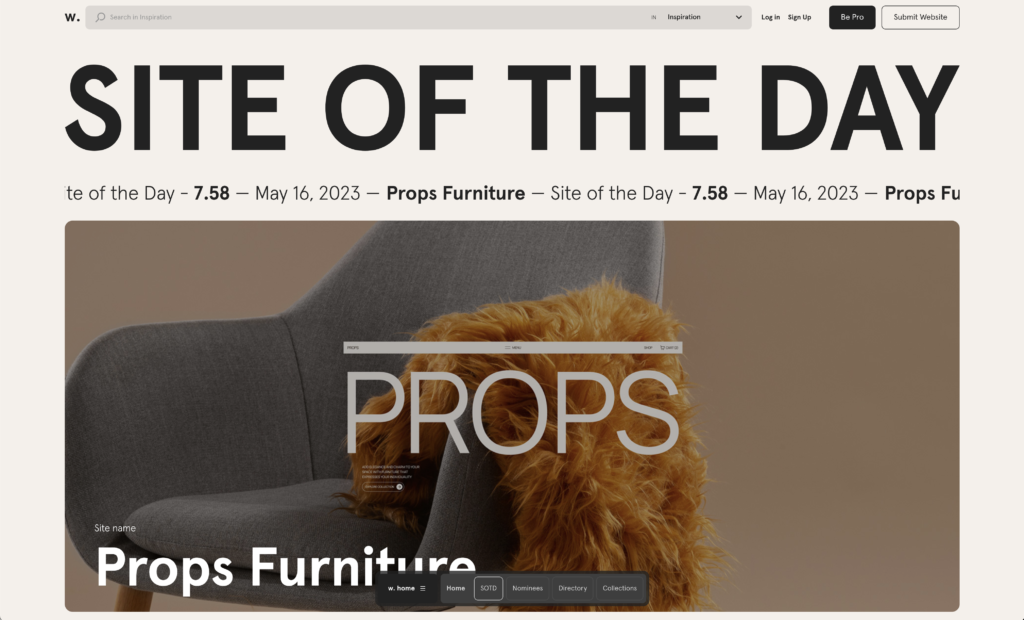 w. Search in Inspiration IN Inspiration Log in Sign Up Be Pro Submit Website
SITE OF THE DAY
te of the Day - 7.58 — May 16, 2023 — Props Furniture — Site of the Day - 7.58 — May 16, 2023 — Props Fu
PROPS MENU SHOP
PROPS
Site name
Props Furniture
w. home Home SOTD Nominees Directory Collections